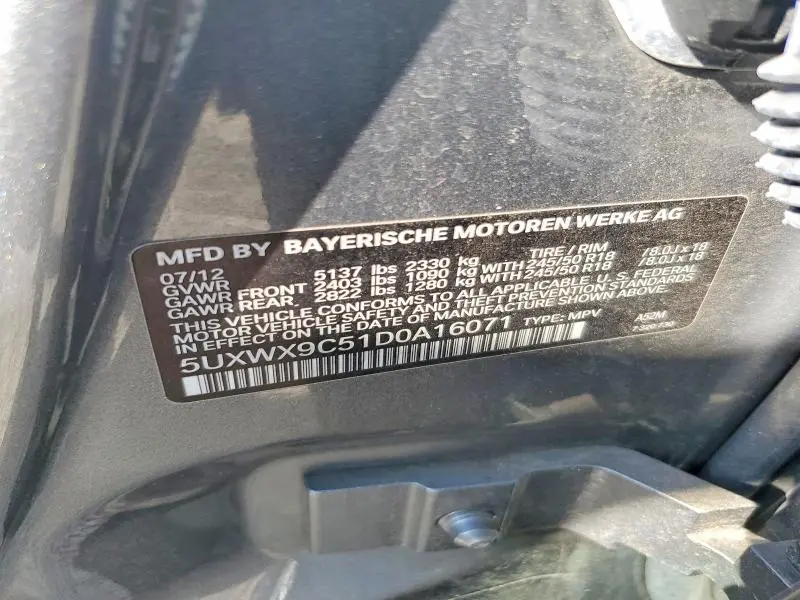 MFD BY BAYERISCHE MOTOREN WERKE AG
07/12 TIRE / RIM
GVWR 5137 lbs 2330 kg
GAWR FRONT 2403 lbs 1090 kg WITH 245/50 R18 /8.0J x 18
GAWR REAR. 2822 lbs 1280 kg WITH 245/50 R18 /8.0J x 18
THIS VEHICLE CONFORMS TO ALL APPLICABLE U.S. FEDERAL
MOTOR VEHICLE SAFETY AND THEFT PREVENTION STANDARDS
IN EFFECT ON THE DATE OF MANUFACTURE SHOWN ABOVE.
5UXWX9C51D0A16071 TYPE: MPV A52M